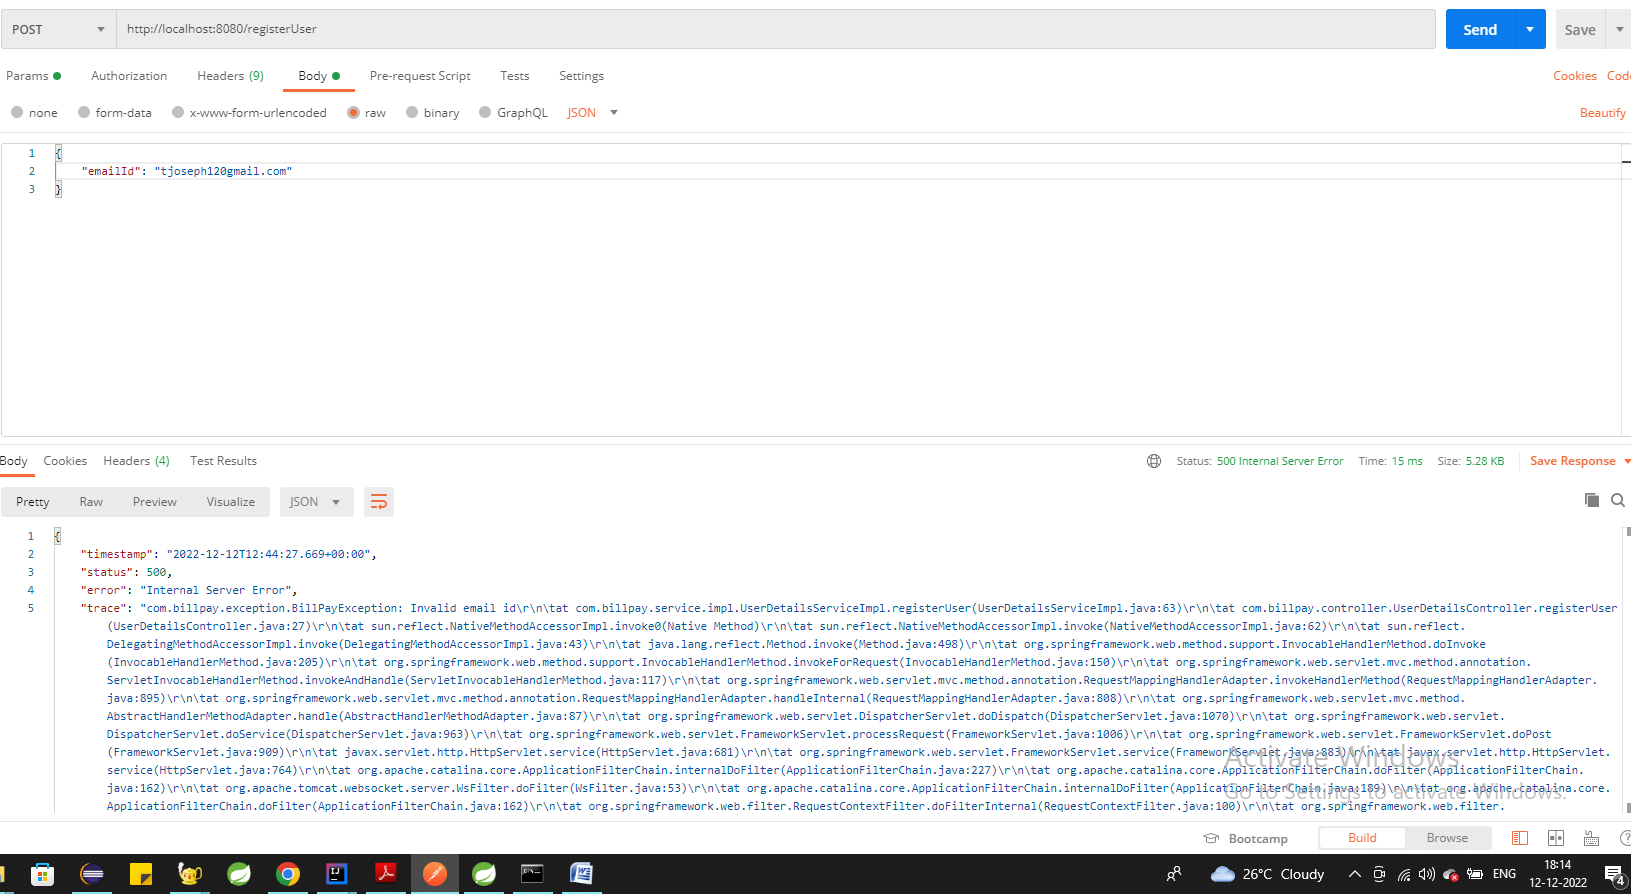 POST http://localhost:8080/registerUser Send Save
Params Authorization Headers (9) Body Pre-request Script Tests Settings Cookies Code
none form-data x-www-form-urlencoded raw binary GraphQL JSON Beautify
1 {
2 "emailId": "tjoseph120gmail.com"
3 }
Body Cookies Headers (4) Test Results Status: 500 Internal Server Error Time: 15 ms Size: 5.28 KB Save Response
Pretty Raw Preview Visualize JSON
1 {
2 "timestamp": "2022-12-12T12:44:27.669+00:00",
3 "status": 500,
4 "error": "Internal Server Error",
5 "trace": "com.billpay.exception.BillPayException: Invalid email id\r\n\tat com.billpay.service.impl.UserDetailsServiceImpl.registerUser(UserDetailsServiceImpl.java:63)\r\n\tat com.billpay.controller.UserDetailsController.registerUser
(UserDetailsController.java:27)\r\n\tat sun.reflect.NativeMethodAccessorImpl.invoke0(Native Method)\r\n\tat sun.reflect.NativeMethodAccessorImpl.invoke(NativeMethodAccessorImpl.java:62)\r\n\tat sun.reflect.
DelegatingMethodAccessorImpl.invoke(DelegatingMethodAccessorImpl.java:43)\r\n\tat java.lang.reflect.Method.invoke(Method.java:498)\r\n\tat org.springframework.web.method.support.InvocableHandlerMethod.doInvoke
(InvocableHandlerMethod.java:205)\r\n\tat org.springframework.web.method.support.InvocableHandlerMethod.invokeForRequest(InvocableHandlerMethod.java:150)\r\n\tat org.springframework.web.servlet.mvc.method.annotation.
ServletInvocableHandlerMethod.invokeAndHandle(ServletInvocableHandlerMethod.java:117)\r\n\tat org.springframework.web.servlet.mvc.method.annotation.RequestMappingHandlerAdapter.invokeHandlerMethod(RequestMappingHandlerAdapter.
java:895)\r\n\tat org.springframework.web.servlet.mvc.method.annotation.RequestMappingHandlerAdapter.handleInternal(RequestMappingHandlerAdapter.java:808)\r\n\tat org.springframework.web.servlet.mvc.method.
AbstractHandlerMethodAdapter.handle(AbstractHandlerMethodAdapter.java:87)\r\n\tat org.springframework.web.servlet.DispatcherServlet.doDispatch(DispatcherServlet.java:1070)\r\n\tat org.springframework.web.servlet.
DispatcherServlet.doService(DispatcherServlet.java:963)\r\n\tat org.springframework.web.servlet.FrameworkServlet.processRequest(FrameworkServlet.java:1006)\r\n\tat org.springframework.web.servlet.FrameworkServlet.doPost
(FrameworkServlet.java:909)\r\n\tat javax.servlet.http.HttpServlet.service(HttpServlet.java:681)\r\n\tat org.springframework.web.servlet.FrameworkServlet.service(FrameworkServlet.java:883)\r\n\tat javax.servlet.http.HttpServlet.
service(HttpServlet.java:764)\r\n\tat org.apache.catalina.core.ApplicationFilterChain.internalDoFilter(ApplicationFilterChain.java:227)\r\n\tat org.apache.catalina.core.ApplicationFilterChain.doFilter(ApplicationFilterChain.
java:162)\r\n\tat org.apache.tomcat.websocket.server.WsFilter.doFilter(WsFilter.java:53)\r\n\tat org.apache.catalina.core.ApplicationFilterChain.internalDoFilter(ApplicationFilterChain.java:189)\r\n\tat org.apache.catalina.core.
ApplicationFilterChain.doFilter(ApplicationFilterChain.java:162)\r\n\tat org.springframework.web.filter.RequestContextFilter.doFilterInternal(RequestContextFilter.java:100)\r\n\tat org.springframework.web.filter.
Activate Windows
Go to Settings to activate Windows.
Bootcamp Build Browse
26°C Cloudy ENG 18:14
12-12-2022 4